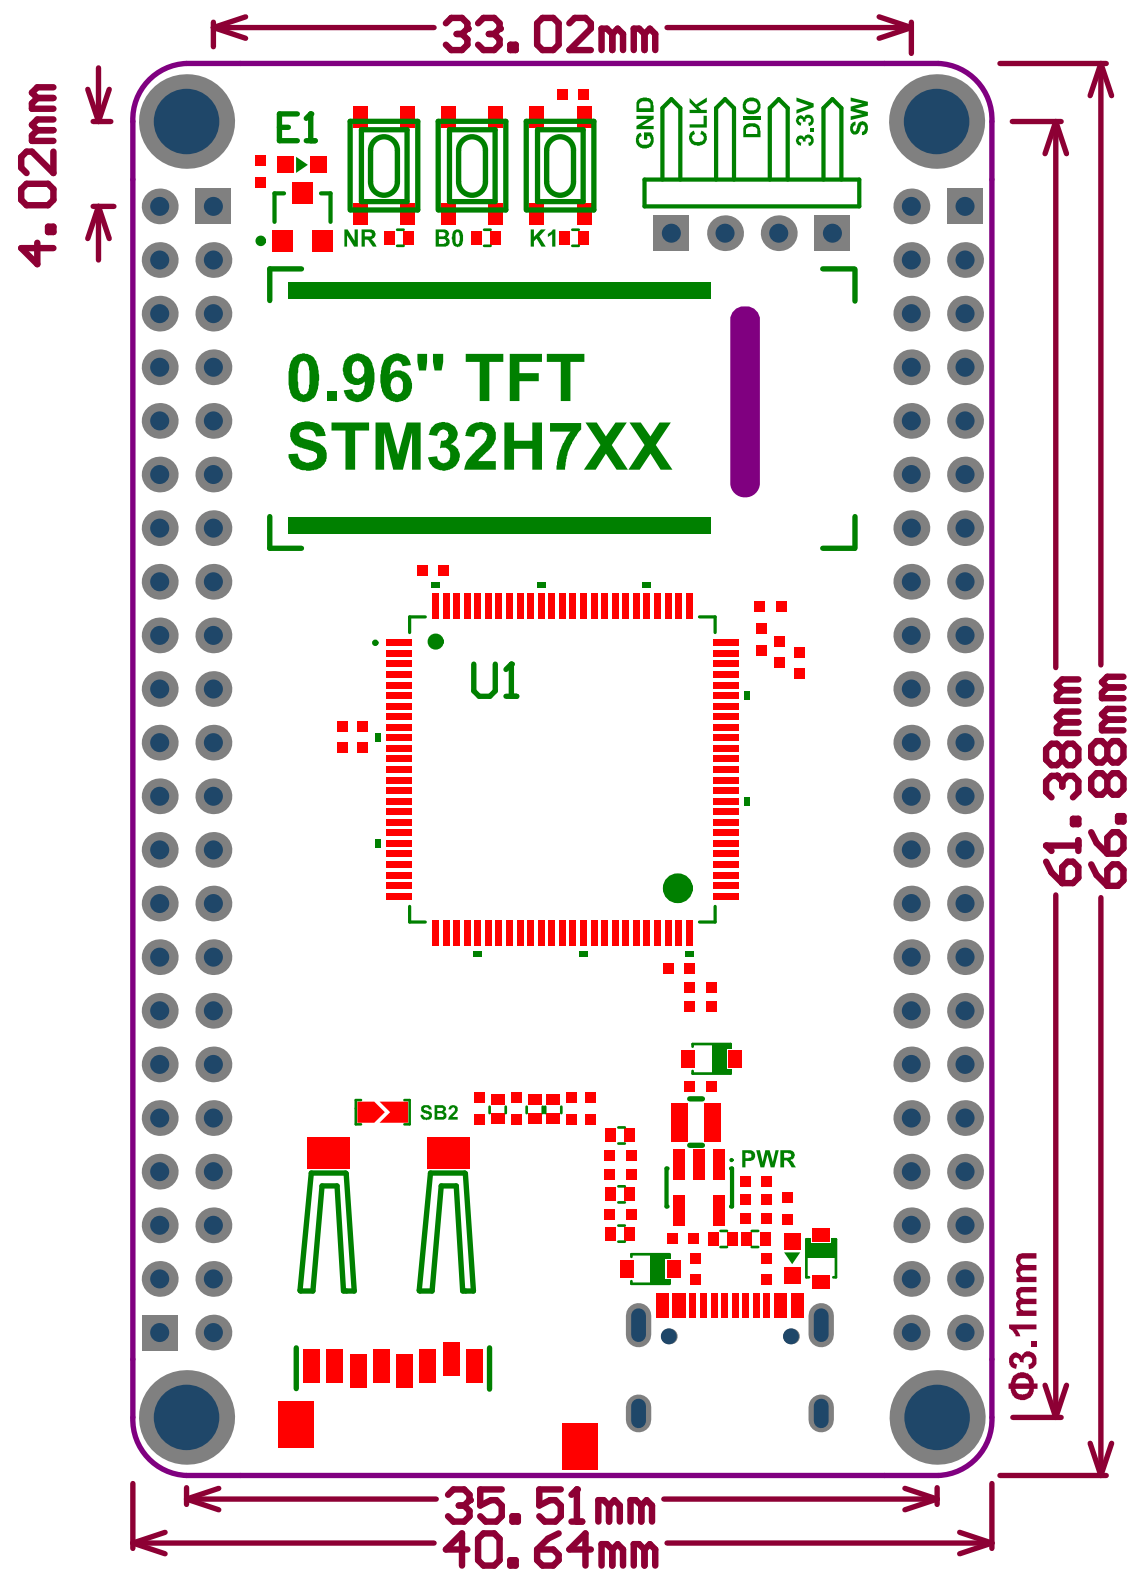 33.02mm
4.02mm
E1
GND
CLK
DIO
3.3V
SW
NR
B0
K1
0.96" TFT
STM32H7XX
U1
61.38mm
66.88mm
SB2
PWR
Φ3.1mm
35.51mm
40.64mm